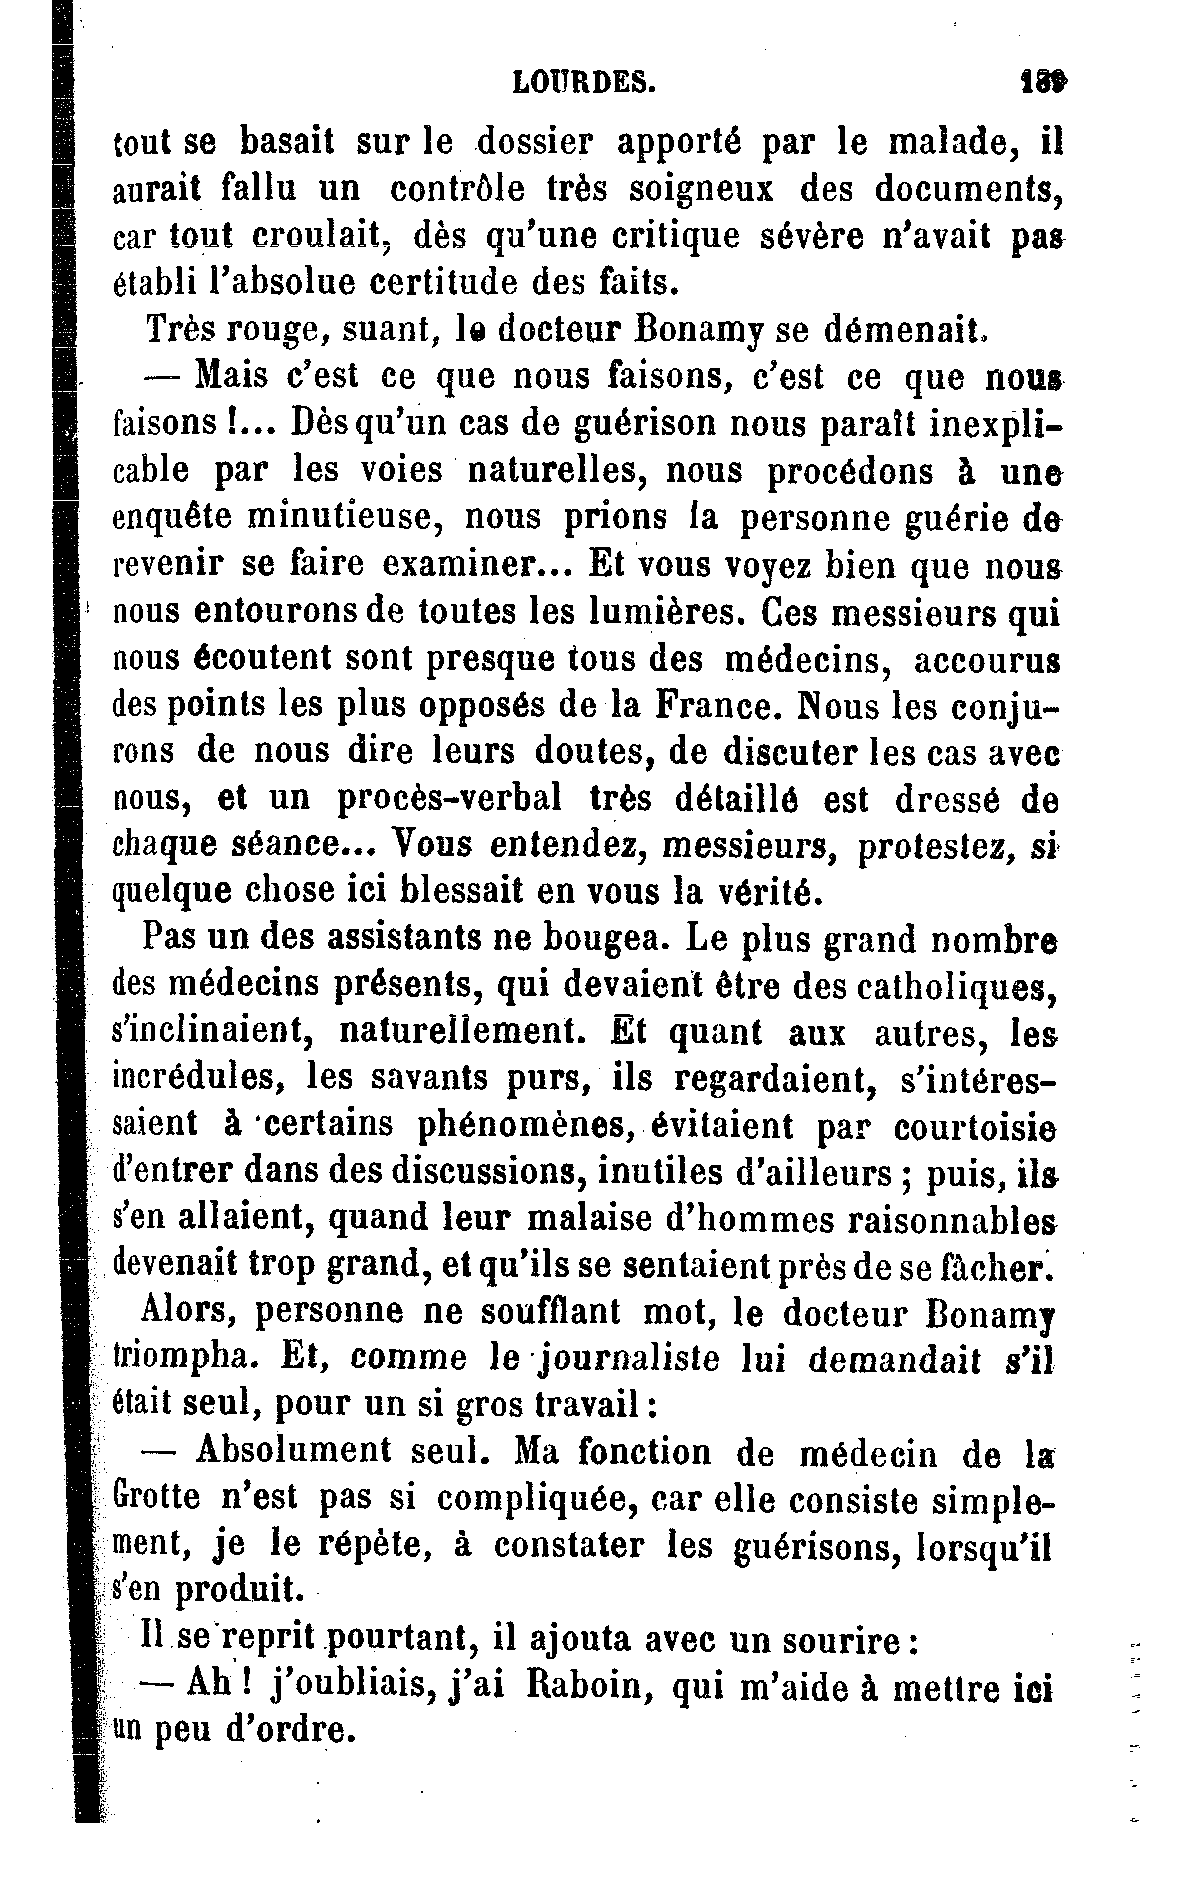 LOURDES. 189
tout se basait sur le dossier apporté par le malade, il
aurait fallu un contrôle très soigneux des documents,
car tout croulait, dès qu'une critique sévère n'avait pas
établi l'absolue certitude des faits.
Très rouge, suant, le docteur Bonamy se démenait.
— Mais c'est ce que nous faisons, c'est ce que nous
faisons !... Dès qu'un cas de guérison nous paraît inexpli-
cable par les voies naturelles, nous procédons à une
enquête minutieuse, nous prions la personne guérie de
revenir se faire examiner... Et vous voyez bien que nous
nous entourons de toutes les lumières. Ces messieurs qui
nous écoutent sont presque tous des médecins, accourus
des points les plus opposés de la France. Nous les conju-
rons de nous dire leurs doutes, de discuter les cas avec
nous, et un procès-verbal très détaillé est dressé de
chaque séance... Vous entendez, messieurs, protestez, si
quelque chose ici blessait en vous la vérité.
Pas un des assistants ne bougea. Le plus grand nombre
des médecins présents, qui devaient être des catholiques,
s'inclinaient, naturellement. Et quant aux autres, les
incrédules, les savants purs, ils regardaient, s'intéres-
saient à certains phénomènes, évitaient par courtoisie
d'entrer dans des discussions, inutiles d'ailleurs ; puis, ils
s'en allaient, quand leur malaise d'hommes raisonnables
devenait trop grand, et qu'ils se sentaient près de se fâcher.
Alors, personne ne soufflant mot, le docteur Bonamy
triompha. Et, comme le journaliste lui demandait s'il
était seul, pour un si gros travail :
— Absolument seul. Ma fonction de médecin de la
Grotte n'est pas si compliquée, car elle consiste simple-
ment, je le répète, à constater les guérisons, lorsqu'il
s'en produit.
Il se reprit pourtant, il ajouta avec un sourire :
— Ah ! j'oubliais, j'ai Raboin, qui m'aide à mettre ici
un peu d'ordre.